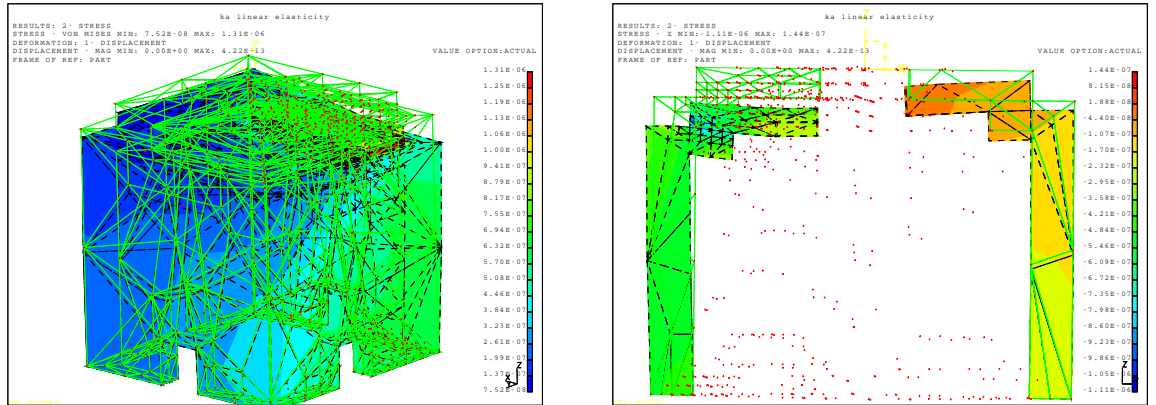 ka linear elasticity
RESULTS: 2- STRESS
STRESS - VON MISES MIN: 7.52E-08 MAX: 1.31E-06
DEFORMATION: 1- DISPLACEMENT
DISPLACEMENT - MAG MIN: 0.00E+00 MAX: 4.22E-13
FRAME OF REF: PART
VALUE OPTION:ACTUAL
1.31E-06
1.25E-06
1.19E-06
1.13E-06
1.06E-06
1.00E-06
9.41E-07
8.79E-07
8.17E-07
7.55E-07
6.94E-07
6.32E-07
5.70E-07
5.08E-07
4.46E-07
3.84E-07
3.23E-07
2.61E-07
1.99E-07
1.37E-07
7.52E-08
Z
X
ka linear elasticity
RESULTS: 2- STRESS
STRESS - Z MIN:-1.11E-06 MAX: 1.44E-07
DEFORMATION: 1- DISPLACEMENT
DISPLACEMENT - MAG MIN: 0.00E+00 MAX: 4.22E-13
FRAME OF REF: PART
VALUE OPTION:ACTUAL
1.44E-07
8.15E-08
1.88E-08
-4.40E-08
-1.07E-07
-2.32E-07
-2.95E-07
-3.58E-07
-4.21E-07
-4.84E-07
-5.46E-07
-6.09E-07
-6.72E-07
-7.35E-07
-7.98E-07
-8.60E-07
-9.23E-07
-9.86E-07
-1.05E-06
-1.11E-06
Z